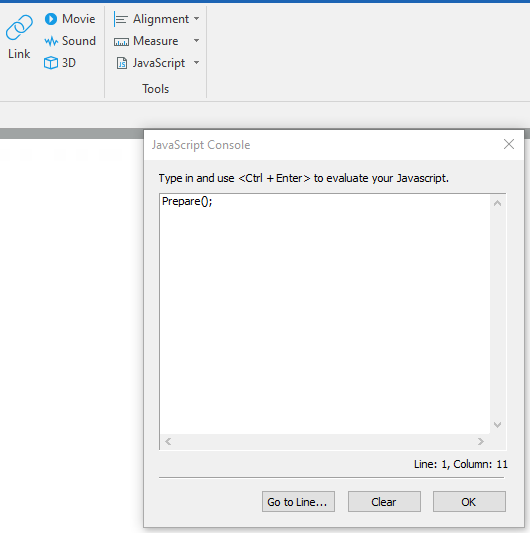 Link
Movie
Sound
3D
Alignment
Measure
JavaScript
Tools
JavaScript Console
Type in and use <Ctrl + Enter> to evaluate your Javascript.
Prepare();
Line: 1, Column: 11
Go to Line...
Clear
OK